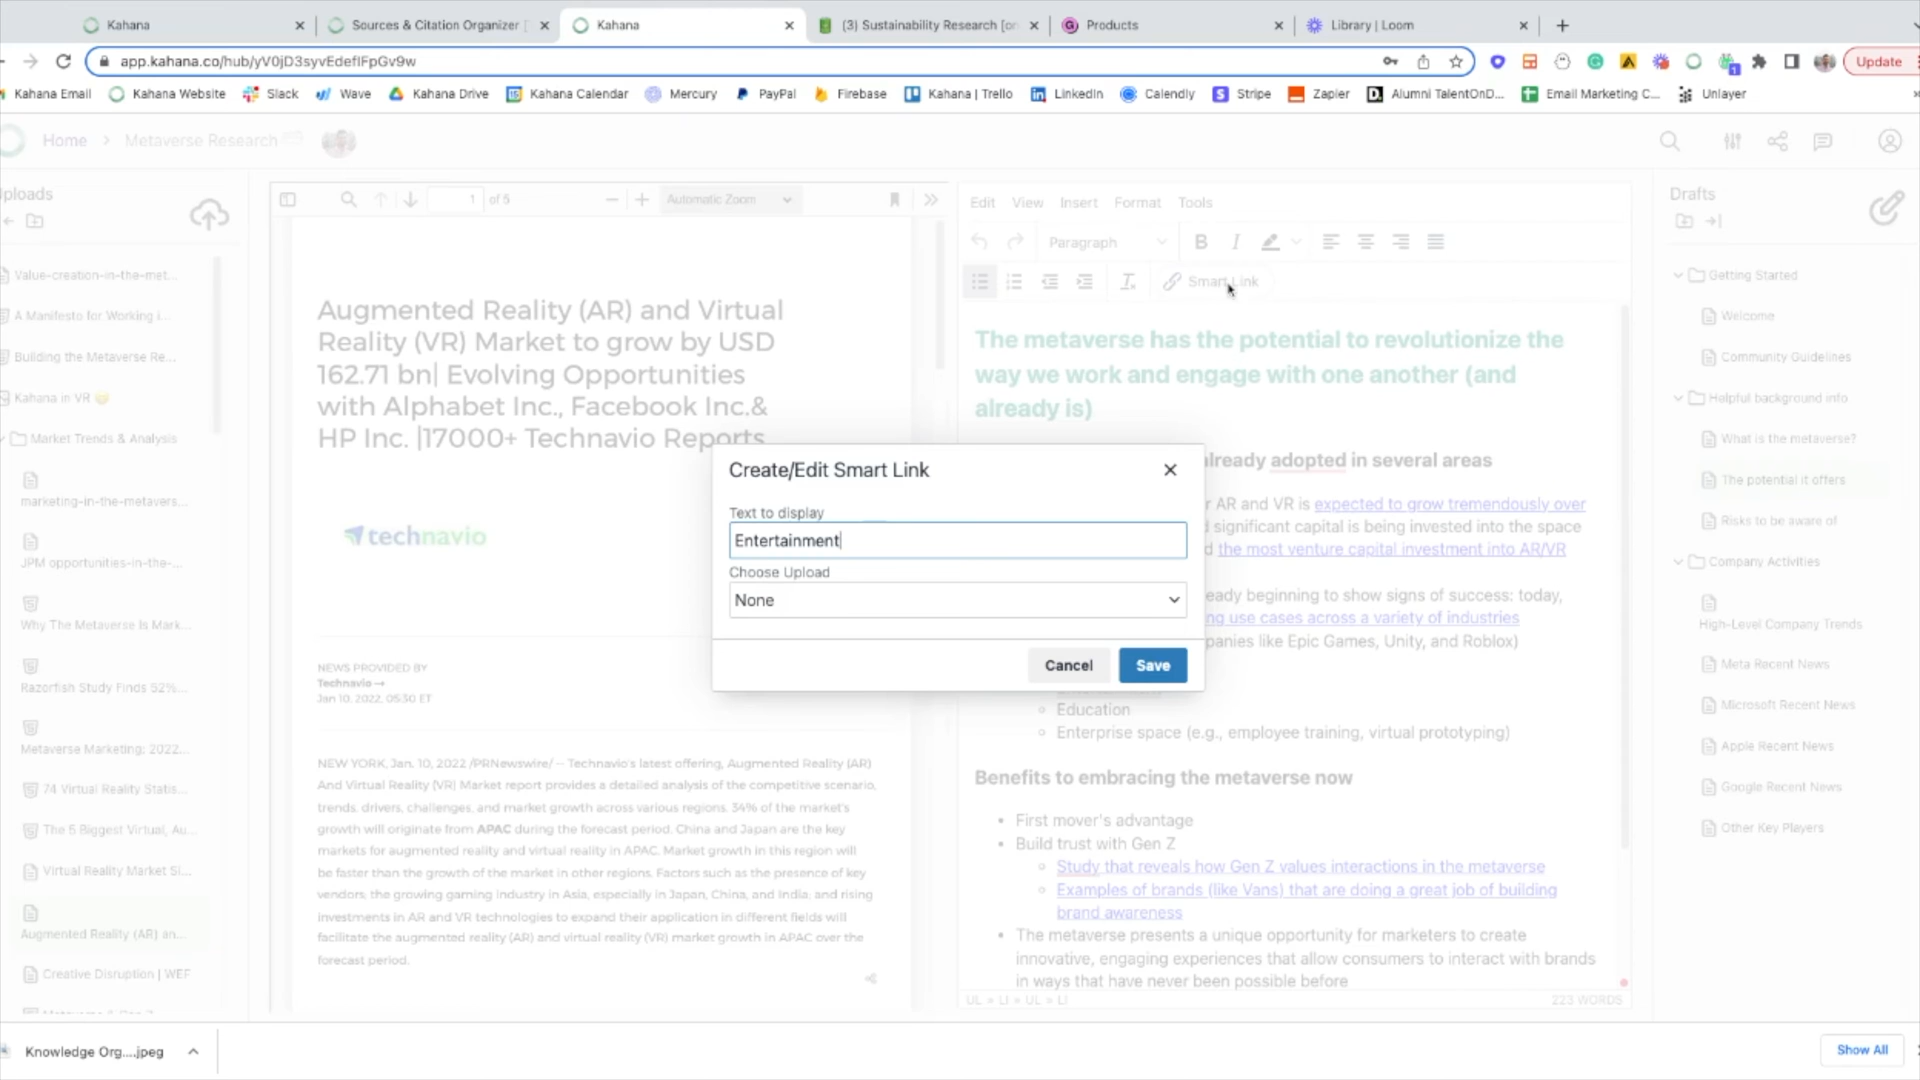 Kahana
Sources & Citation Organizer [
Kahana
(3) Sustainability Research [on
Products
Library | Loom
app.kahana.co/hub/yV0jD3syvEdefIFpGv9w
Update
Kahana Email
Kahana Website
Slack
Wave
Kahana Drive
Kahana Calendar
Mercury
PayPal
Firebase
Kahana | Trello
LinkedIn
Calendly
Stripe
Zapier
Alumni TalentOnD...
Email Marketing C...
Unlayer
Home
Metaverse Research
Uploads
Value-creation-in-the-met...
A Manifesto for Working i...
Building the Metaverse Re...
Kahana in VR
Market Trends & Analysis
marketing-in-the-metavers...
JPM opportunities-in-the-...
Why The Metaverse Is Mark...
Razorfish Study Finds 52%...
Metaverse Marketing: 2022...
74 Virtual Reality Statis...
The 5 Biggest Virtual, Au...
Virtual Reality Market Si...
Augmented Reality (AR) an...
Creative Disruption | WEF
1 of 5
Automatic Zoom
Augmented Reality (AR) and Virtual
Reality (VR) Market to grow by USD
162.71 bn| Evolving Opportunities
with Alphabet Inc., Facebook Inc.&
HP Inc. |17000+ Technavio Reports
technavio
NEWS PROVIDED BY
Technavio →
Jan 10, 2022, 05:30 ET
NEW YORK, Jan. 10, 2022 /PRNewswire/ -- Technavio's latest offering, Augmented Reality (AR)
And Virtual Reality (VR) Market report provides a detailed analysis of the competitive scenario,
trends, drivers, challenges, and market growth across various regions. 34% of the market's
growth will originate from APAC during the forecast period. China and Japan are the key
markets for augmented reality and virtual reality in APAC. Market growth in this region will
be faster than the growth of the market in other regions. Factors such as the presence of key
vendors; the growing gaming industry in Asia, especially in Japan, China, and India; and rising
investments in AR and VR technologies to expand their application in different fields will
facilitate the augmented reality (AR) and virtual reality (VR) market growth in APAC over the
forecast period.
Edit View Insert Format Tools
Paragraph
B I
Smart Link
The metaverse has the potential to revolutionize the
way we work and engage with one another (and
already is)
already adopted in several areas
r AR and VR is expected to grow tremendously over
d significant capital is being invested into the space
d the most venture capital investment into AR/VR
eady beginning to show signs of success: today,
ng use cases across a variety of industries
panies like Epic Games, Unity, and Roblox)
Education
Enterprise space (e.g., employee training, virtual prototyping)
Benefits to embracing the metaverse now
First mover's advantage
Build trust with Gen Z
Study that reveals how Gen Z values interactions in the metaverse
Examples of brands (like Vans) that are doing a great job of building
brand awareness
The metaverse presents a unique opportunity for marketers to create
innovative, engaging experiences that allow consumers to interact with brands
in ways that have never been possible before
UL » LI » UL » LI
223 WORDS
Create/Edit Smart Link
Text to display
Entertainment
Choose Upload
None
Cancel
Save
Drafts
Getting Started
Welcome
Community Guidelines
Helpful background info
What is the metaverse?
The potential it offers
Risks to be aware of
Company Activities
High-Level Company Trends
Meta Recent News
Microsoft Recent News
Apple Recent News
Google Recent News
Other Key Players
Knowledge Org....jpeg
Show All